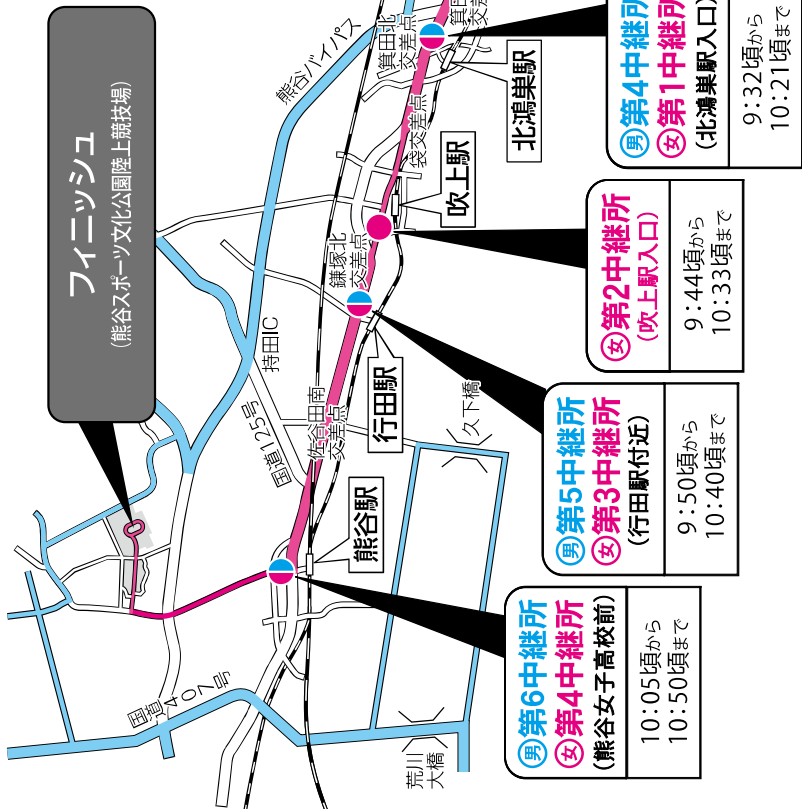 フィニッシュ
(熊谷スポーツ文化公園陸上競技場)
熊谷バイパス
箕田北
交差点
箕田
交差
北鴻巣駅
袋交差点
吹上駅
鎌塚北
交差点
持田IC
行田駅
国道125号
佐谷田南
交差点
久下橋
熊谷駅
国道407号
荒川
大橋
男第4中継所
女第1中継所
(北鴻巣駅入口)
9:32頃から
10:21頃まで
女第2中継所
(吹上駅入口)
9:44頃から
10:33頃まで
男第5中継所
女第3中継所
(行田駅付近)
9:50頃から
10:40頃まで
男第6中継所
女第4中継所
(熊谷女子高校前)
10:05頃から
10:50頃まで